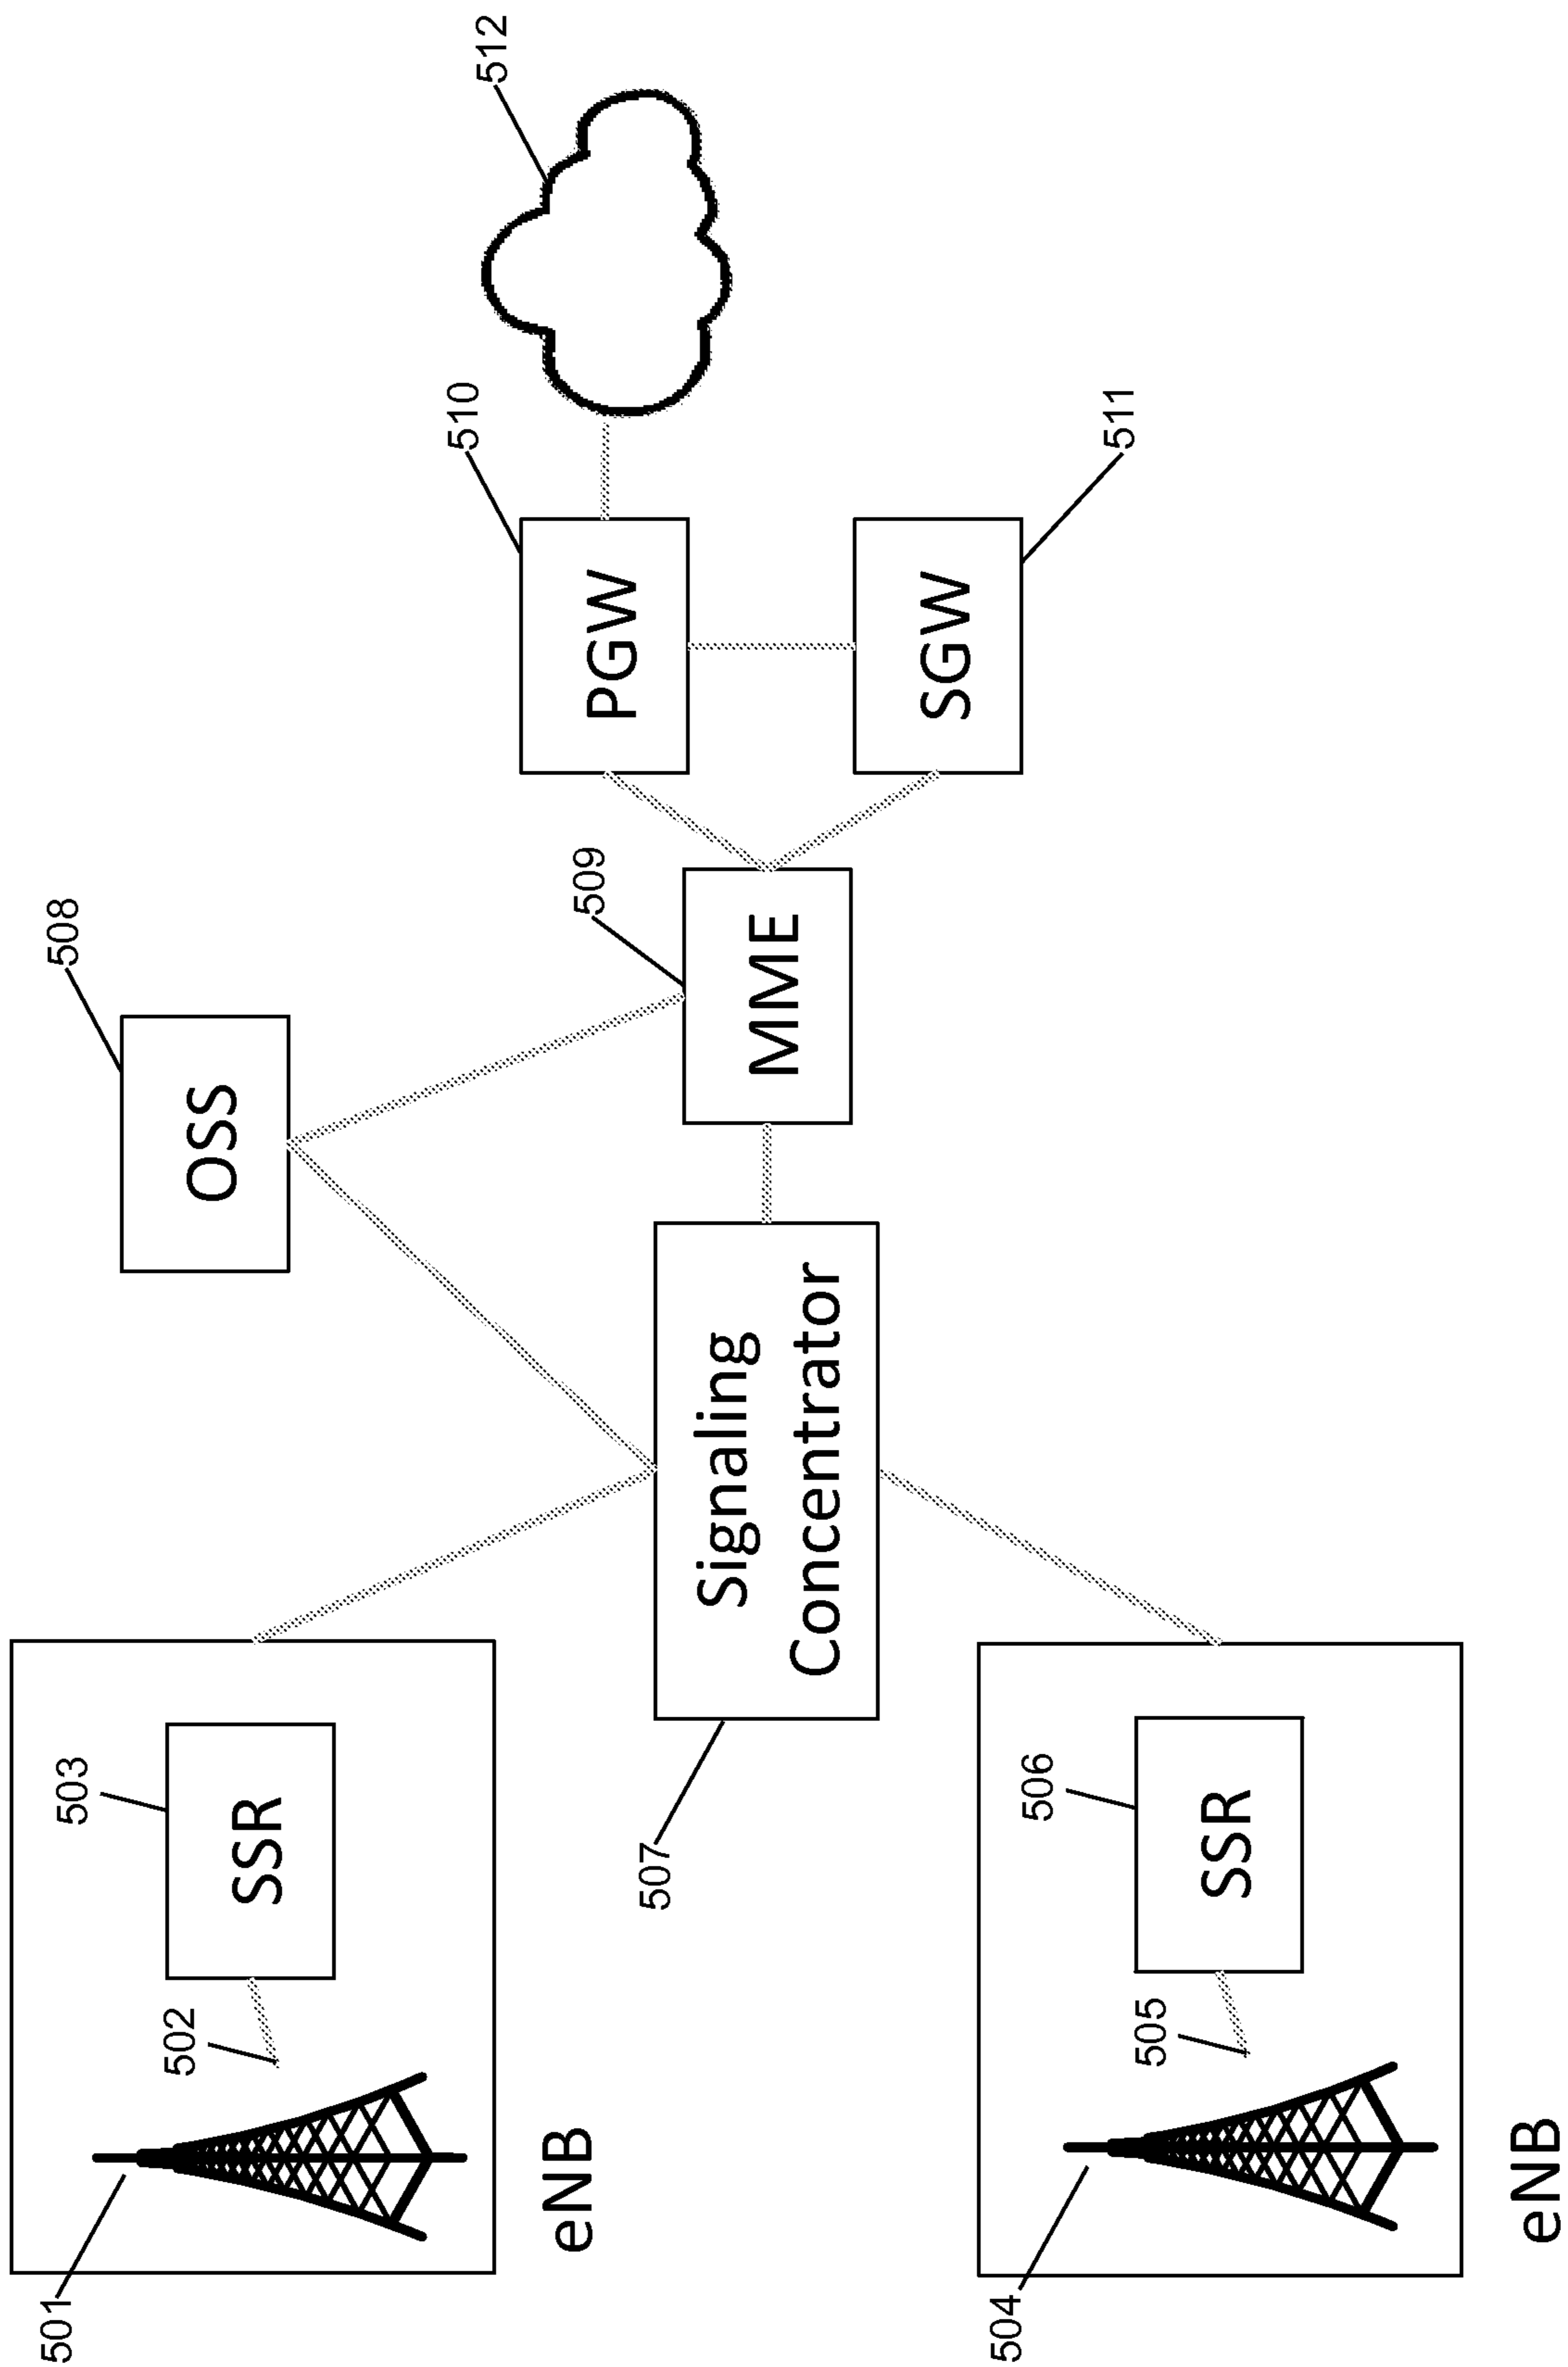 501
502
503
SSR
eNB
504
505
506
SSR
eNB
507
Signaling
Concentrator
508
OSS
509
MME
510
PGW
511
SGW
512